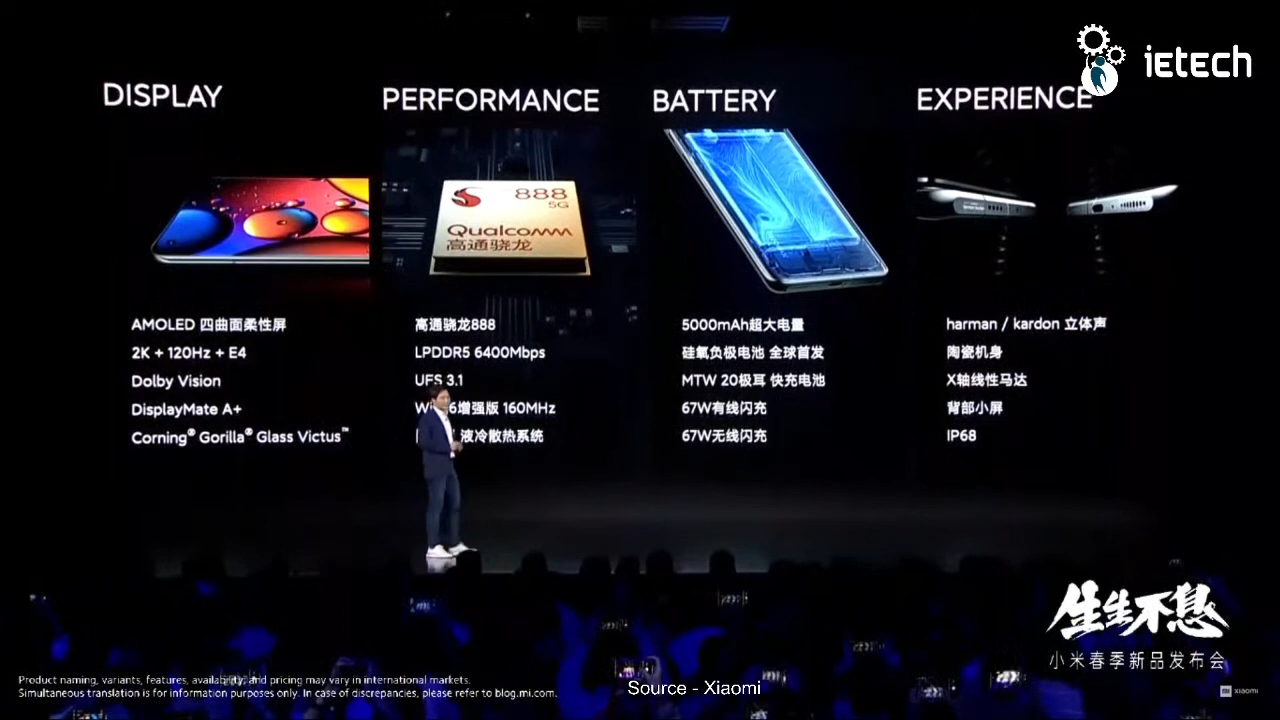 ietech
DISPLAY
AMOLED 四曲面柔性屏
2K + 120Hz + E4
Dolby Vision
DisplayMate A+
Corning® Gorilla® Glass Victus™
PERFORMANCE
888
5G
Qualcomm
高通骁龙
高通骁龙888
LPDDR5 6400Mbps
UFS 3.1
6增强版 160MHz
液冷散热系统
BATTERY
5000mAh超大电量
硅氧负极电池 全球首发
MTW 20极耳 快充电池
67W有线闪充
67W无线闪充
EXPERIENCE
harman / kardon 立体声
陶瓷机身
X轴线性马达
背部小屏
IP68
生生不息
小米春季新品发布会
Product naming, variants, features, availability, and pricing may vary in international markets.
Simultaneous translation is for information purposes only. In case of discrepancies, please refer to blog.mi.com.
Source - Xiaomi
mi xiaomi